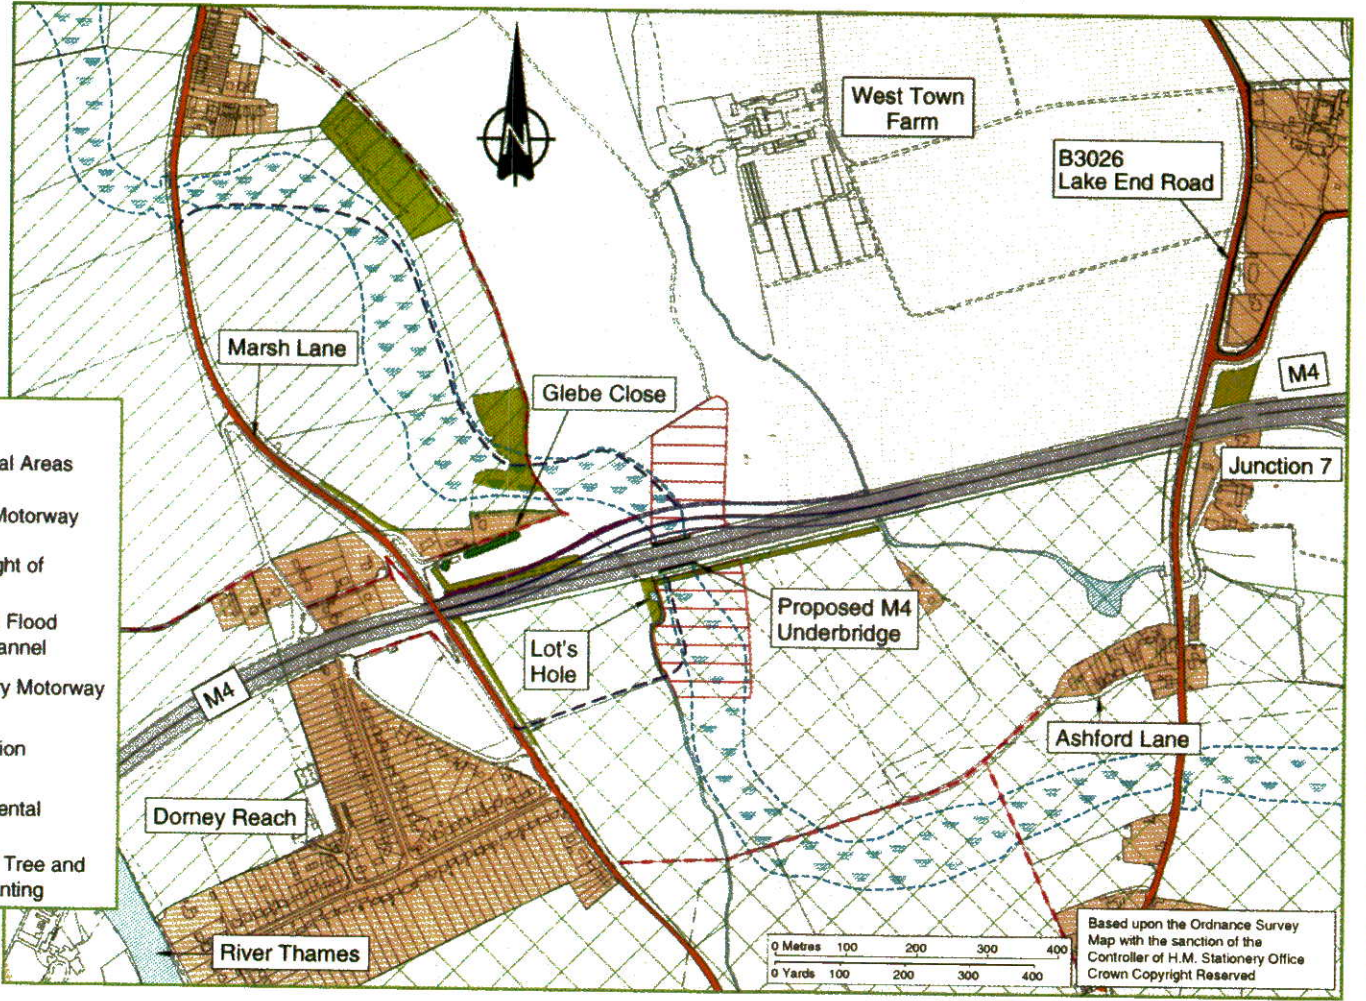 West Town
Farm
B3026
Lake End Road
N
Marsh Lane
M4
Glebe Close
al Areas
Junction 7
Motorway
ght of
Flood
annel
Proposed M4
Underbridge
Lot's
Hole
ry Motorway
M4
tion
Ashford Lane
ental
Dorney Reach
Tree and
nting
River Thames
0 Metres 100 200 300 400
0 Yards 100 200 300 400
Based upon the Ordnance Survey
Map with the sanction of the
Controller of H.M. Stationery Office
Crown Copyright Reserved